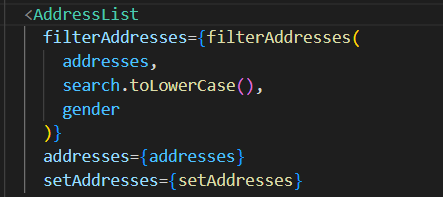 <AddressList
filterAddresses={filterAddresses(
addresses,
search.toLowerCase(),
gender
)}
addresses={addresses}
setAddresses={setAddresses}